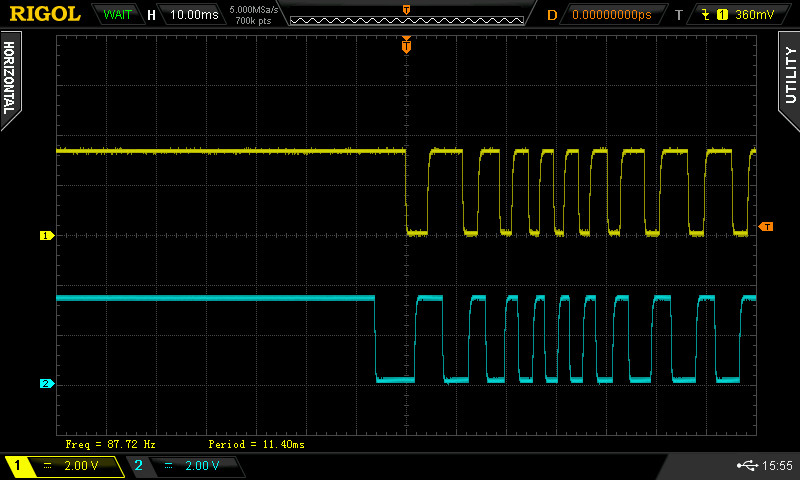 RIGOL WAIT H 10.00ms 5.000MSa/s 700k pts T D 0.00000000ps T 1 360mV
HORIZONTAL
UTILITY
T
1
T
2
Freq = 87.72 Hz Period = 11.40ms
1 2.00 V 2 2.00 V 15:55